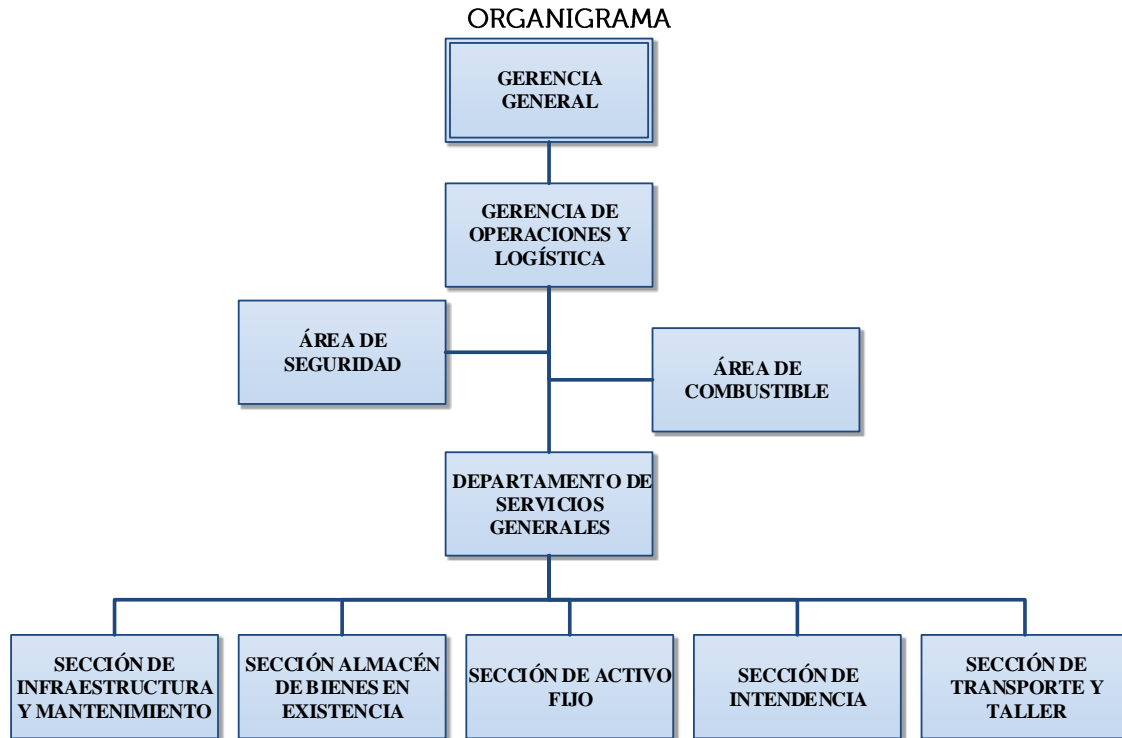 ORGANIGRAMA
GERENCIA
GENERAL
GERENCIA DE
OPERACIONES Y
LOGÍSTICA
ÁREA DE
SEGURIDAD
ÁREA DE
COMBUSTIBLE
DEPARTAMENTO DE
SERVICIOS
GENERALES
SECCIÓN DE
INFRAESTRUCTURA
Y MANTENIMIENTO
SECCIÓN ALMACÉN
DE BIENES EN
EXISTENCIA
SECCIÓN DE ACTIVO
FIJO
SECCIÓN DE
INTENDENCIA
SECCIÓN DE
TRANSPORTE Y
TALLER